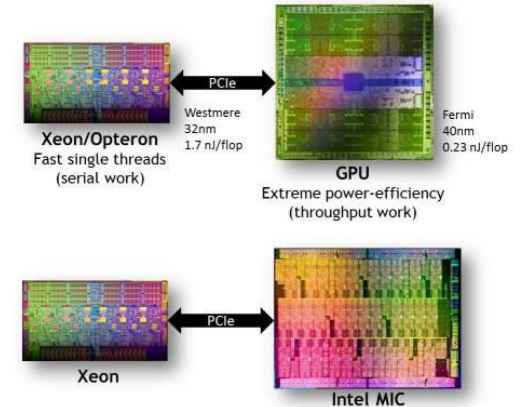 PCIe
Westmere
32nm
1.7 nJ/flop
Fermi
40nm
0.23 nJ/flop
Xeon/Opteron
Fast single threads
(serial work)
GPU
Extreme power-efficiency
(throughput work)
PCIe
Xeon
Intel MIC